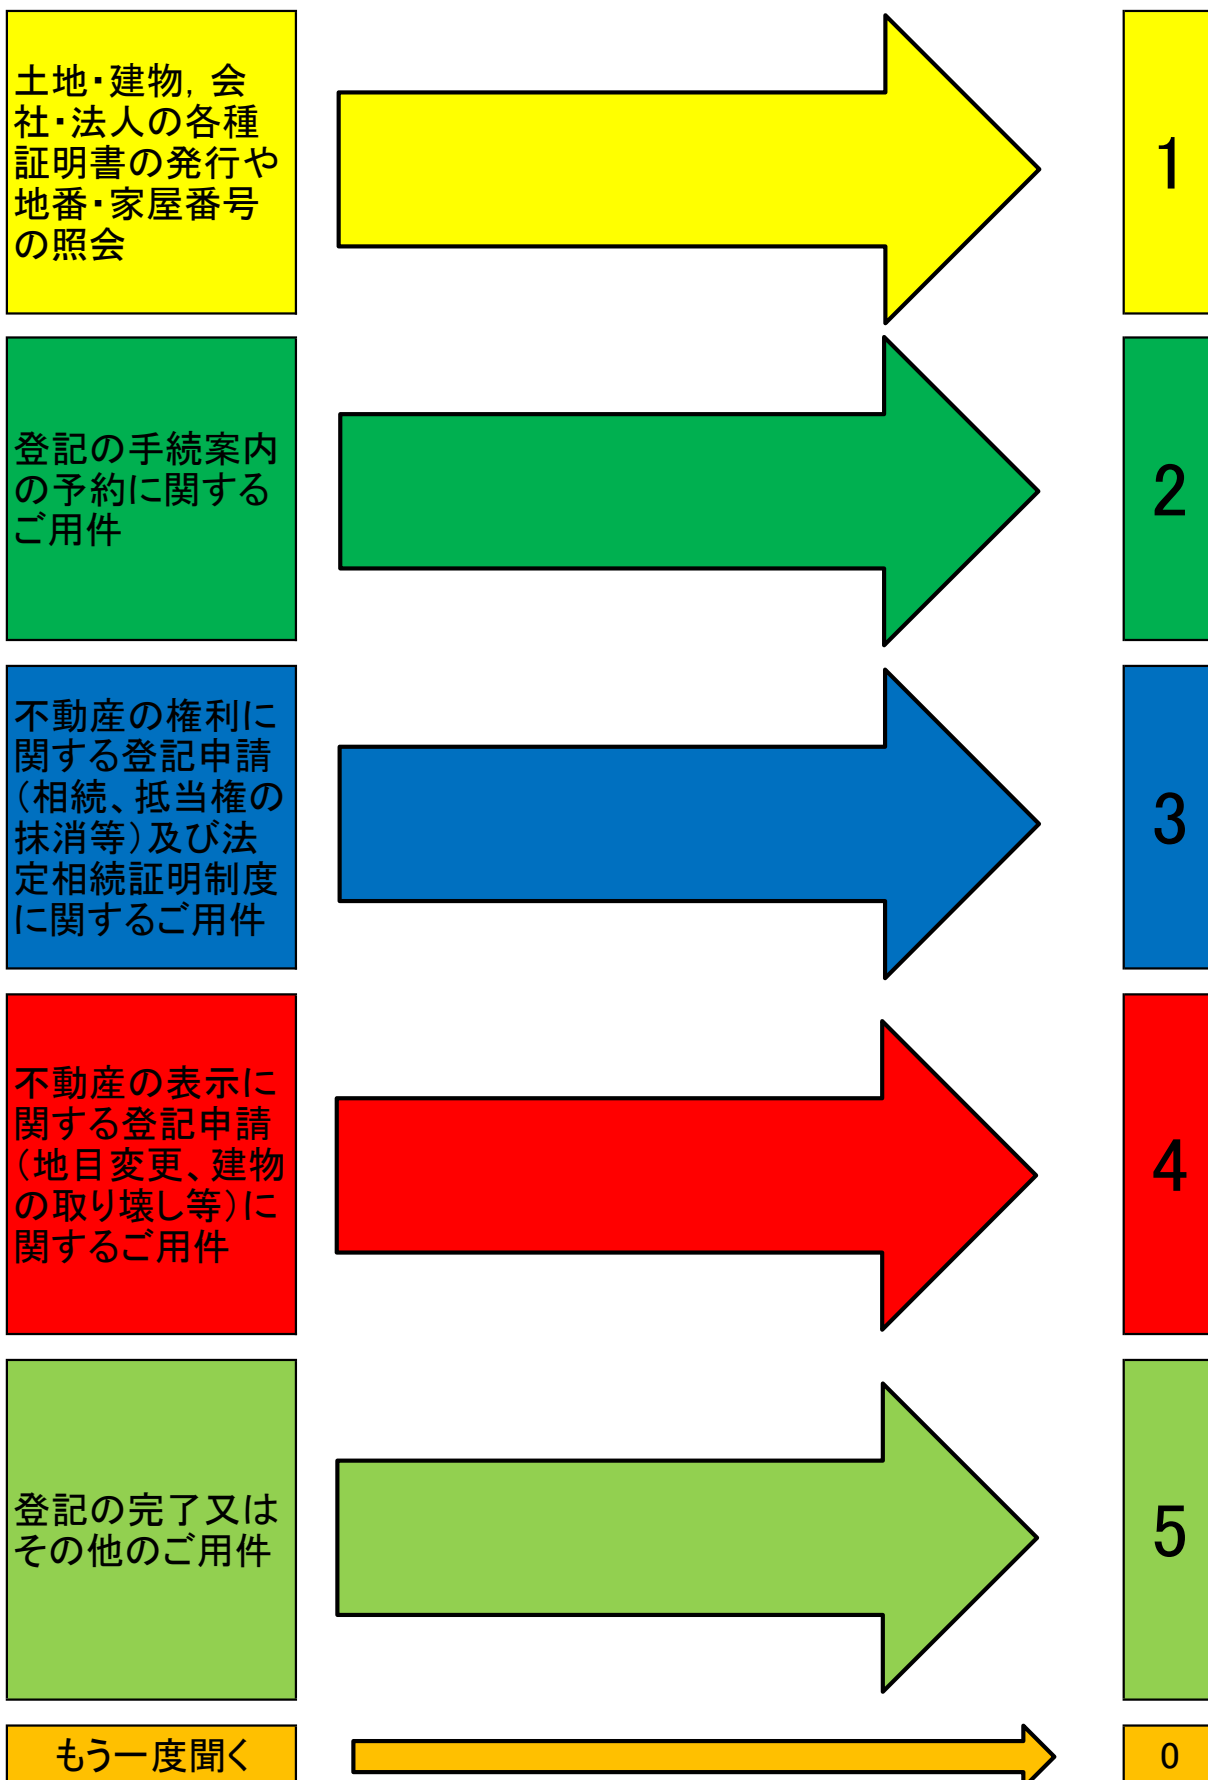 土地・建物，会
社・法人の各種
証明書の発行や
地番・家屋番号
の照会
1
登記の手続案内
の予約に関する
ご用件
2
不動産の権利に
関する登記申請
（相続、抵当権の
抹消等）及び法
定相続証明制度
に関するご用件
3
不動産の表示に
関する登記申請
（地目変更、建物
の取り壊し等）に
関するご用件
4
登記の完了又は
その他のご用件
5
もう一度聞く
0